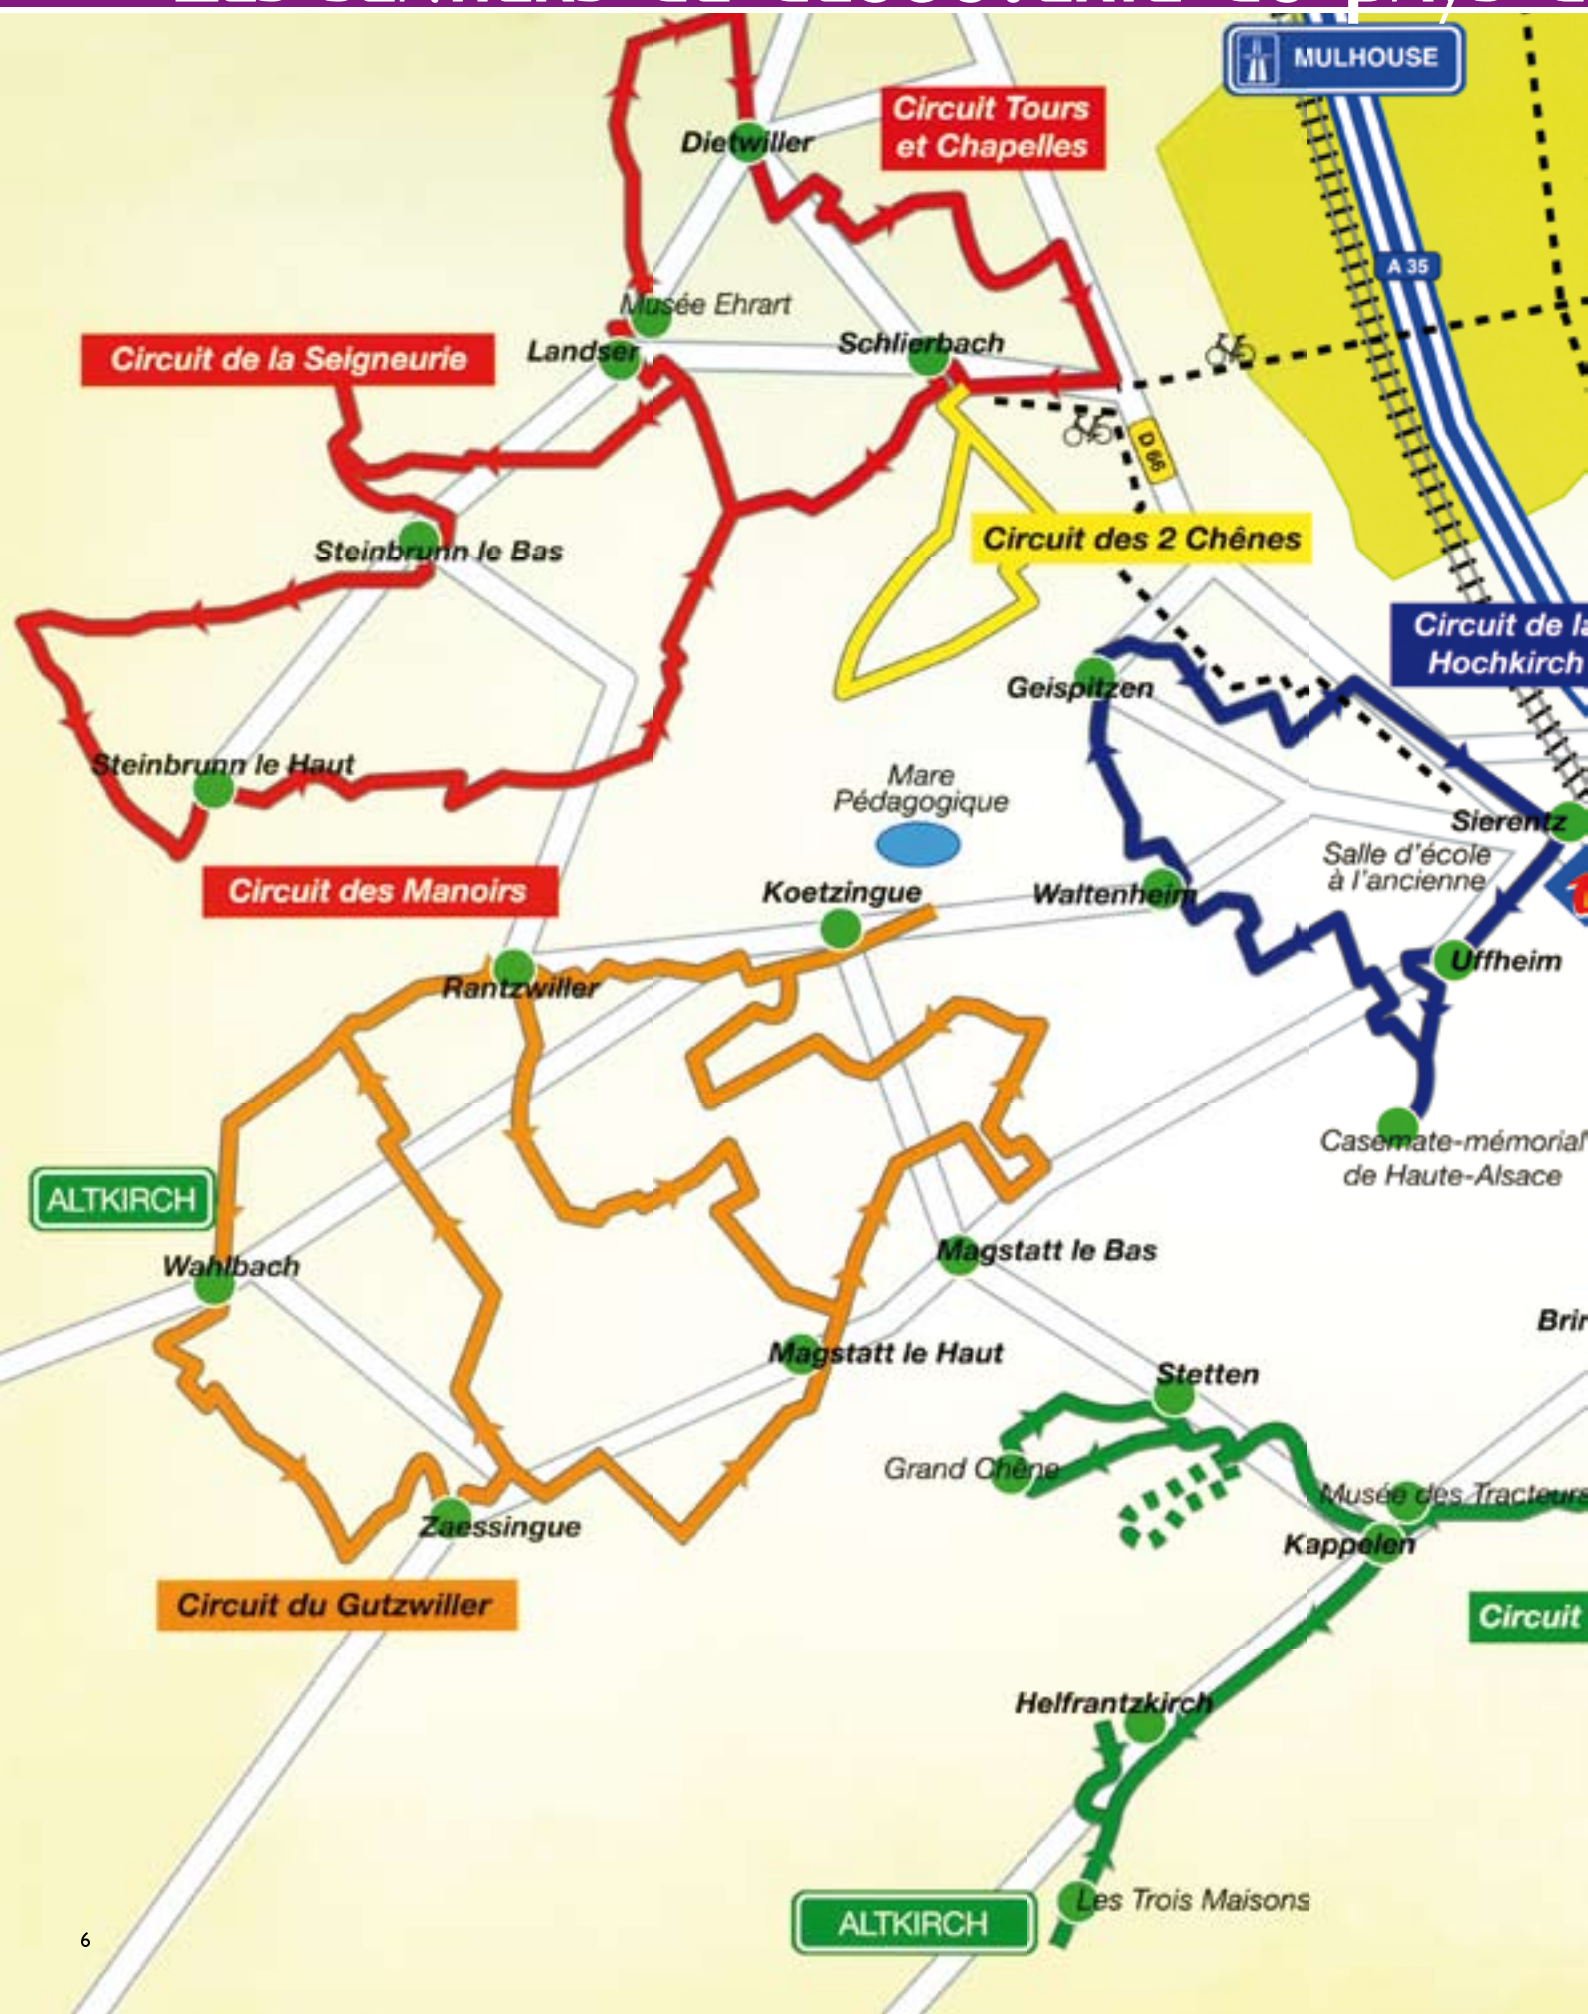 MULHOUSE
Circuit Tours
et Chapelles
Dietwiller
A 35
Musée Ehrart
Circuit de la Seigneurie
Landser
Schlierbach
D 66
Circuit des 2 Chênes
Steinbrunn le Bas
Circuit de la
Hochkirch
Geispitzen
Steinbrunn le Haut
Mare
Pédagogique
Sierentz
Salle d'école
à l'ancienne
Circuit des Manoirs
Koetzingue
Waltenheim
Uffheim
Rantzwiller
Casemate-mémorial
de Haute-Alsace
ALTKIRCH
Wahlbach
Magstatt le Bas
Brin
Magstatt le Haut
Stetten
Grand Chêne
Musée des Tracteurs
Zaessingue
Kappelen
Circuit du Gutzwiller
Circuit
Helfrantzkirch
Les Trois Maisons
ALTKIRCH
6